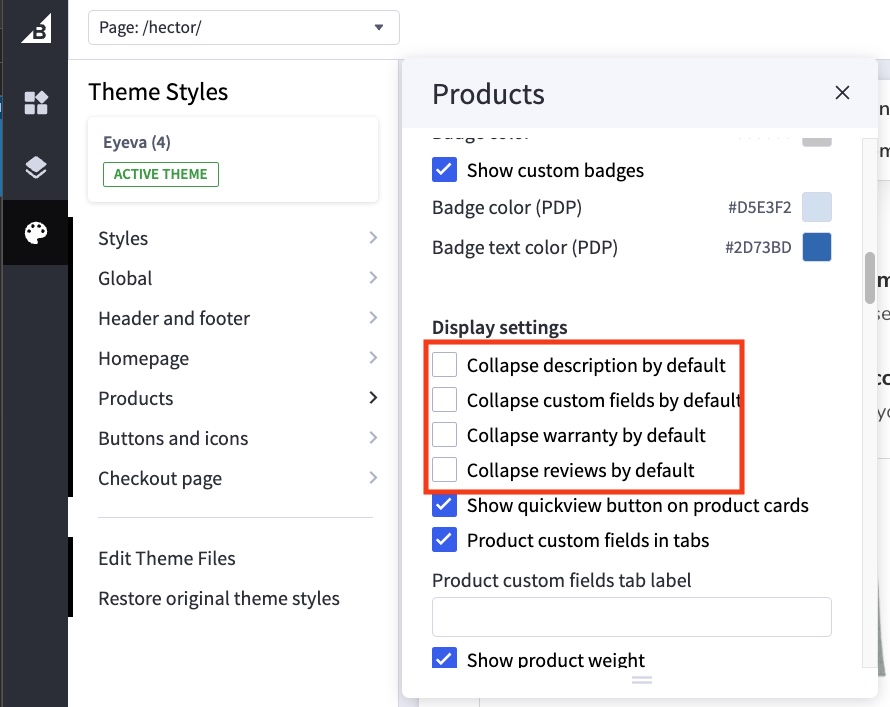 B
Page: /hector/
Theme Styles
Eyeva (4)
ACTIVE THEME
Styles
Global
Header and footer
Homepage
Products
Buttons and icons
Checkout page
Edit Theme Files
Restore original theme styles
Products
Show custom badges
Badge color (PDP) #D5E3F2
Badge text color (PDP) #2D73BD
Display settings
Collapse description by default
Collapse custom fields by default
Collapse warranty by default
Collapse reviews by default
Show quickview button on product cards
Product custom fields in tabs
Product custom fields tab label
Show product weight